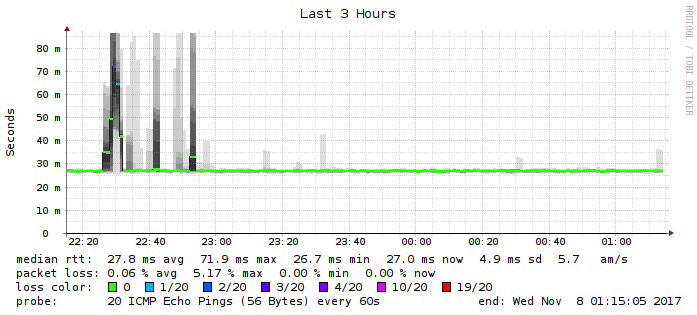 Last 3 Hours
RRDTOOL / TOBI OETIKER
Seconds
80 m
70 m
60 m
50 m
40 m
30 m
20 m
10 m
0
22:20 22:40 23:00 23:20 23:40 00:00 00:20 00:40 01:00
median rtt: 27.8 ms avg 71.9 ms max 26.7 ms min 27.0 ms now 4.9 ms sd 5.7 am/s
packet loss: 0.06 % avg 5.17 % max 0.00 % min 0.00 % now
loss color: 0 1/20 2/20 3/20 4/20 10/20 19/20
probe: 20 ICMP Echo Pings (56 Bytes) every 60s end: Wed Nov 8 01:15:05 2017